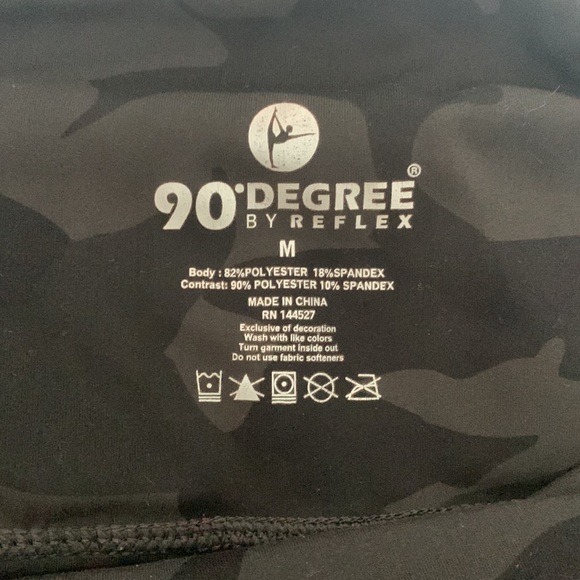 90°DEGREE®
BY REFLEX
M
Body : 82%POLYESTER 18%SPANDEX
Contrast: 90% POLYESTER 10% SPANDEX
MADE IN CHINA
RN 144527
Exclusive of decoration
Wash with like colors
Turn garment inside out
Do not use fabric softeners